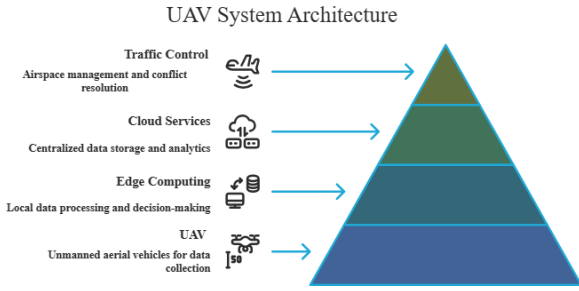 UAV System Architecture
Traffic Control
Airspace management and conflict
resolution
Cloud Services
Centralized data storage and analytics
Edge Computing
Local data processing and decision-making
UAV
Unmanned aerial vehicles for data
collection
50